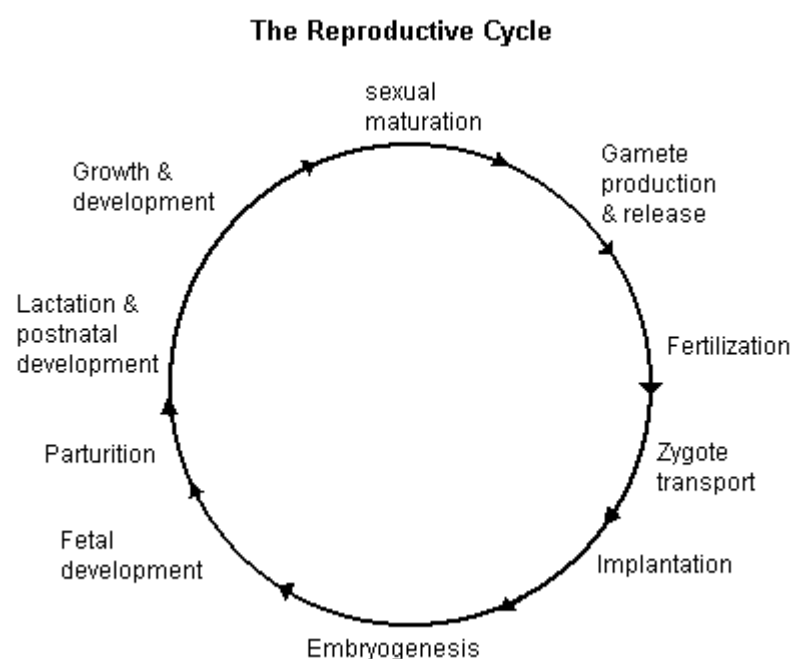 The Reproductive Cycle
sexual
maturation
Gamete
production
& release
Fertilization
Zygote
transport
Implantation
Embryogenesis
Fetal
development
Parturition
Lactation &
postnatal
development
Growth &
development